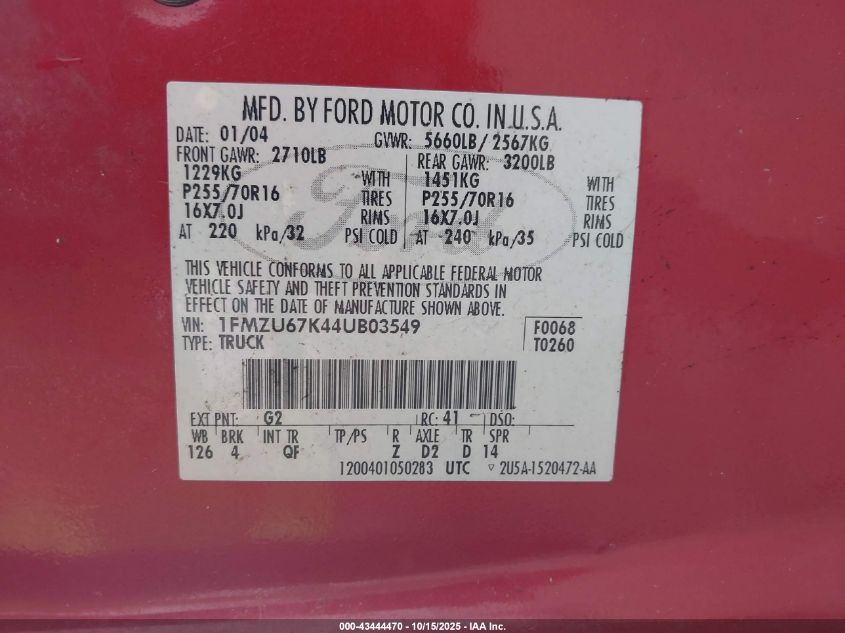 MFD. BY FORD MOTOR CO. IN U.S.A.
DATE: 01/04 GVWR: 5660LB/ 2567KG
FRONT GAWR: 2710LB REAR GAWR: 3200LB
1229KG WITH 1451KG WITH
P255/70R16 TIRES P255/70R16 TIRES
16X7.0J RIMS 16X7.0J RIMS
AT 220 kPa/32 PSI COLD AT 240 kPa/35 PSI COLD
Ford
THIS VEHICLE CONFORMS TO ALL APPLICABLE FEDERAL MOTOR
VEHICLE SAFETY AND THEFT PREVENTION STANDARDS IN
EFFECT ON THE DATE OF MANUFACTURE SHOWN ABOVE.
VIN: 1FMZU67K44UB03549 F0068
TYPE: TRUCK T0260
EXT PNT: G2 RC: 41 DSO:
WB BRK INT TR TP/PS R AXLE TR SPR
126 4 QF Z D2 D 14
1200401050283 UTC ▽ 2U5A-1520472-AA
000-43444470 - 10/15/2025 - IAA Inc.